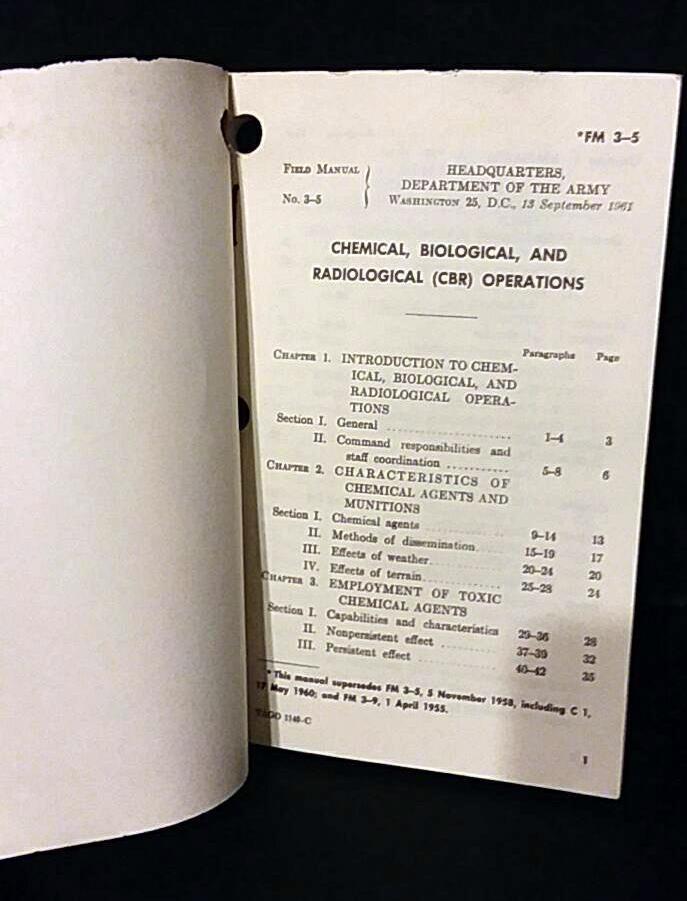 *FM 3–5
FIELD MANUAL
No. 3–5
HEADQUARTERS,
DEPARTMENT OF THE ARMY
WASHINGTON 25, D.C., 13 September 1961
CHEMICAL, BIOLOGICAL, AND
RADIOLOGICAL (CBR) OPERATIONS
Paragraphs Page
CHAPTER 1. INTRODUCTION TO CHEM-
ICAL, BIOLOGICAL, AND
RADIOLOGICAL OPERA-
TIONS
Section I. General ........................ 1–4 3
II. Command responsibilities and
staff coordination ............ 5–8 6
CHAPTER 2. CHARACTERISTICS OF
CHEMICAL AGENTS AND
MUNITIONS
Section I. Chemical agents ................ 9–14 13
II. Methods of dissemination..... 15–19 17
III. Effects of weather............. 20–24 20
IV. Effects of terrain.............. 25–28 24
CHAPTER 3. EMPLOYMENT OF TOXIC
CHEMICAL AGENTS
Section I. Capabilities and characteristics 29–36 28
II. Nonpersistent effect ........... 37–39 32
III. Persistent effect .............. 40–42 35
* This manual supersedes FM 3–5, 5 November 1958, including C 1,
17 May 1960; and FM 3–9, 1 April 1955.
TAGO 1140-C
1